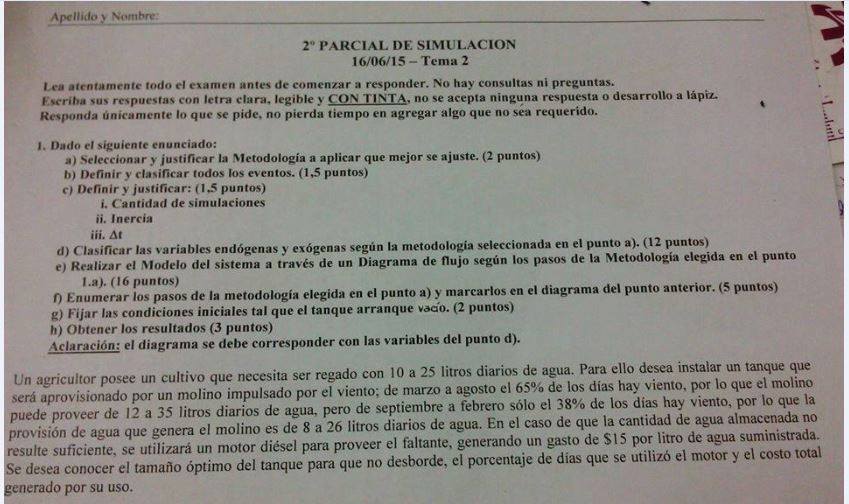 Apellido y Nombre:
2º PARCIAL DE SIMULACION
16/06/15 – Tema 2
Lea atentamente todo el examen antes de comenzar a responder. No hay consultas ni preguntas.
Escriba sus respuestas con letra clara, legible y CON TINTA, no se acepta ninguna respuesta o desarrollo a lápiz.
Responda únicamente lo que se pide, no pierda tiempo en agregar algo que no sea requerido.
1. Dado el siguiente enunciado:
a) Seleccionar y justificar la Metodología a aplicar que mejor se ajuste. (2 puntos)
b) Definir y clasificar todos los eventos. (1,5 puntos)
c) Definir y justificar: (1,5 puntos)
i. Cantidad de simulaciones
ii. Inercia
iii. Δt
d) Clasificar las variables endógenas y exógenas según la metodología seleccionada en el punto a). (12 puntos)
e) Realizar el Modelo del sistema a través de un Diagrama de flujo según los pasos de la Metodología elegida en el punto
1.a). (16 puntos)
f) Enumerar los pasos de la metodología elegida en el punto a) y marcarlos en el diagrama del punto anterior. (5 puntos)
g) Fijar las condiciones iniciales tal que el tanque arranque vacío. (2 puntos)
h) Obtener los resultados (3 puntos)
Aclaración: el diagrama se debe corresponder con las variables del punto d).
Un agricultor posee un cultivo que necesita ser regado con 10 a 25 litros diarios de agua. Para ello desea instalar un tanque que
será aprovisionado por un molino impulsado por el viento; de marzo a agosto el 65% de los días hay viento, por lo que el molino
puede proveer de 12 a 35 litros diarios de agua, pero de septiembre a febrero sólo el 38% de los días hay viento, por lo que la
provisión de agua que genera el molino es de 8 a 26 litros diarios de agua. En el caso de que la cantidad de agua almacenada no
resulte suficiente, se utilizará un motor diésel para proveer el faltante, generando un gasto de $15 por litro de agua suministrada.
Se desea conocer el tamaño óptimo del tanque para que no desborde, el porcentaje de días que se utilizó el motor y el costo total
generado por su uso.